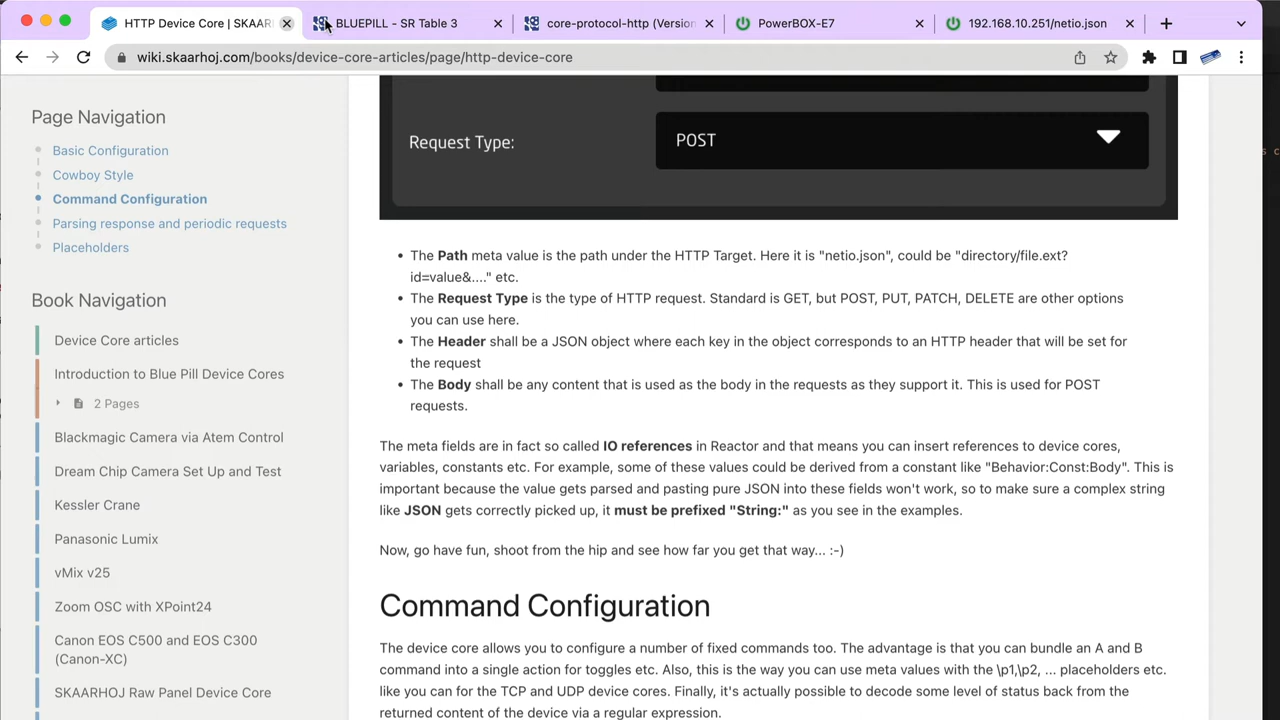 HTTP Device Core | SKAAR
BLUEPILL - SR Table 3
core-protocol-http (Version
PowerBOX-E7
192.168.10.251/netio.json
wiki.skaarhoj.com/books/device-core-articles/page/http-device-core
Page Navigation
Basic Configuration
Cowboy Style
Command Configuration
Parsing response and periodic requests
Placeholders
Book Navigation
Device Core articles
Introduction to Blue Pill Device Cores
2 Pages
Blackmagic Camera via Atem Control
Dream Chip Camera Set Up and Test
Kessler Crane
Panasonic Lumix
vMix v25
Zoom OSC with XPoint24
Canon EOS C500 and EOS C300
(Canon-XC)
SKAARHOJ Raw Panel Device Core
Request Type:
POST
• The Path meta value is the path under the HTTP Target. Here it is "netio.json", could be "directory/file.ext?
id=value&...." etc.
• The Request Type is the type of HTTP request. Standard is GET, but POST, PUT, PATCH, DELETE are other options
you can use here.
• The Header shall be a JSON object where each key in the object corresponds to an HTTP header that will be set for
the request
• The Body shall be any content that is used as the body in the requests as they support it. This is used for POST
requests.
The meta fields are in fact so called IO references in Reactor and that means you can insert references to device cores,
variables, constants etc. For example, some of these values could be derived from a constant like "Behavior:Const:Body". This is
important because the value gets parsed and pasting pure JSON into these fields won't work, so to make sure a complex string
like JSON gets correctly picked up, it must be prefixed "String:" as you see in the examples.
Now, go have fun, shoot from the hip and see how far you get that way... :-)
Command Configuration
The device core allows you to configure a number of fixed commands too. The advantage is that you can bundle an A and B
command into a single action for toggles etc. Also, this is the way you can use meta values with the \p1,\p2, ... placeholders etc.
like you can for the TCP and UDP device cores. Finally, it's actually possible to decode some level of status back from the
returned content of the device via a regular expression.